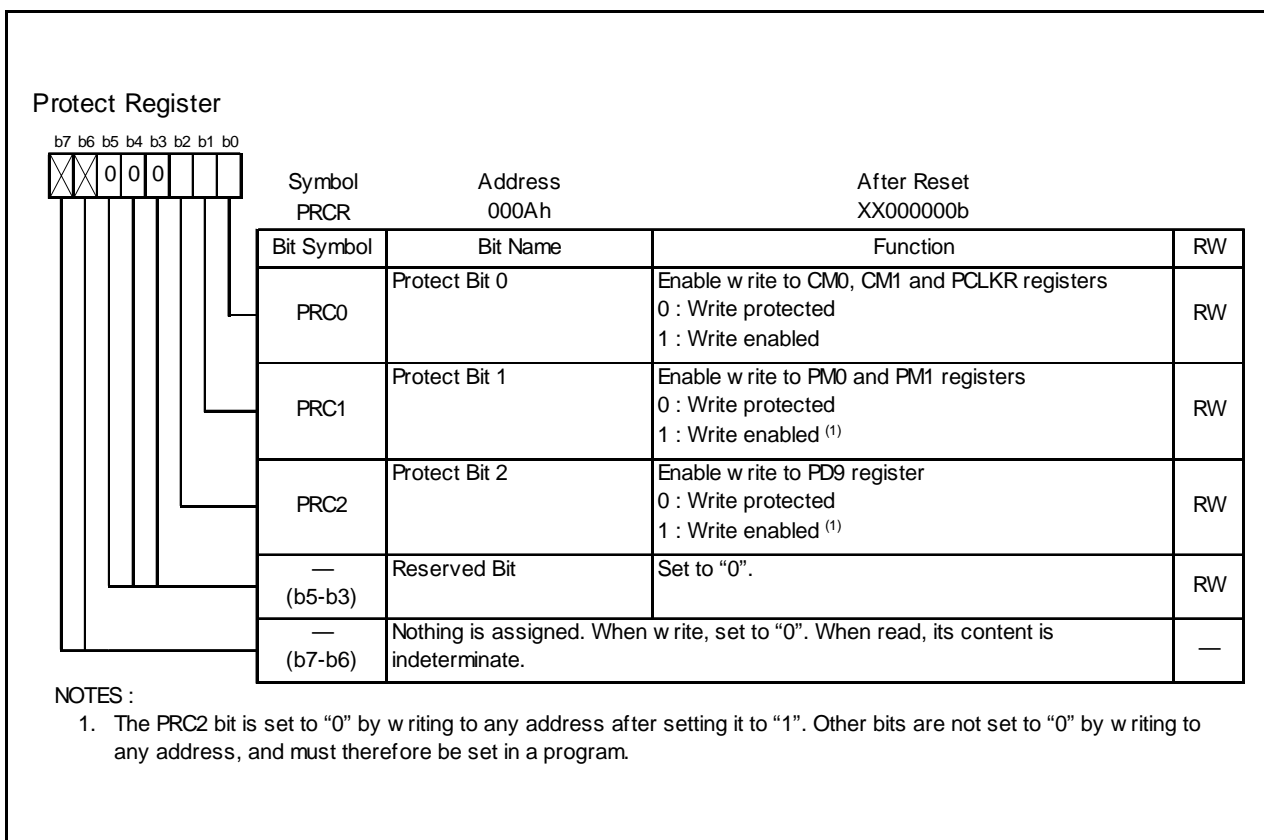 Protect Register
b7 b6 b5 b4 b3 b2 b1 b0
0 0 0
Symbol Address After Reset
PRCR 000Ah XX000000b
Bit Symbol Bit Name Function RW
PRC0 Protect Bit 0 Enable write to CM0, CM1 and PCLKR registers
0 : Write protected
1 : Write enabled
RW
PRC1 Protect Bit 1 Enable write to PM0 and PM1 registers
0 : Write protected
1 : Write enabled (1)
RW
PRC2 Protect Bit 2 Enable write to PD9 register
0 : Write protected
1 : Write enabled (1)
RW
— (b5-b3) Reserved Bit Set to “0”. RW
— (b7-b6) Nothing is assigned. When write, set to “0”. When read, its content is
indeterminate. —
NOTES :
1. The PRC2 bit is set to “0” by writing to any address after setting it to “1”. Other bits are not set to “0” by writing to
any address, and must therefore be set in a program.